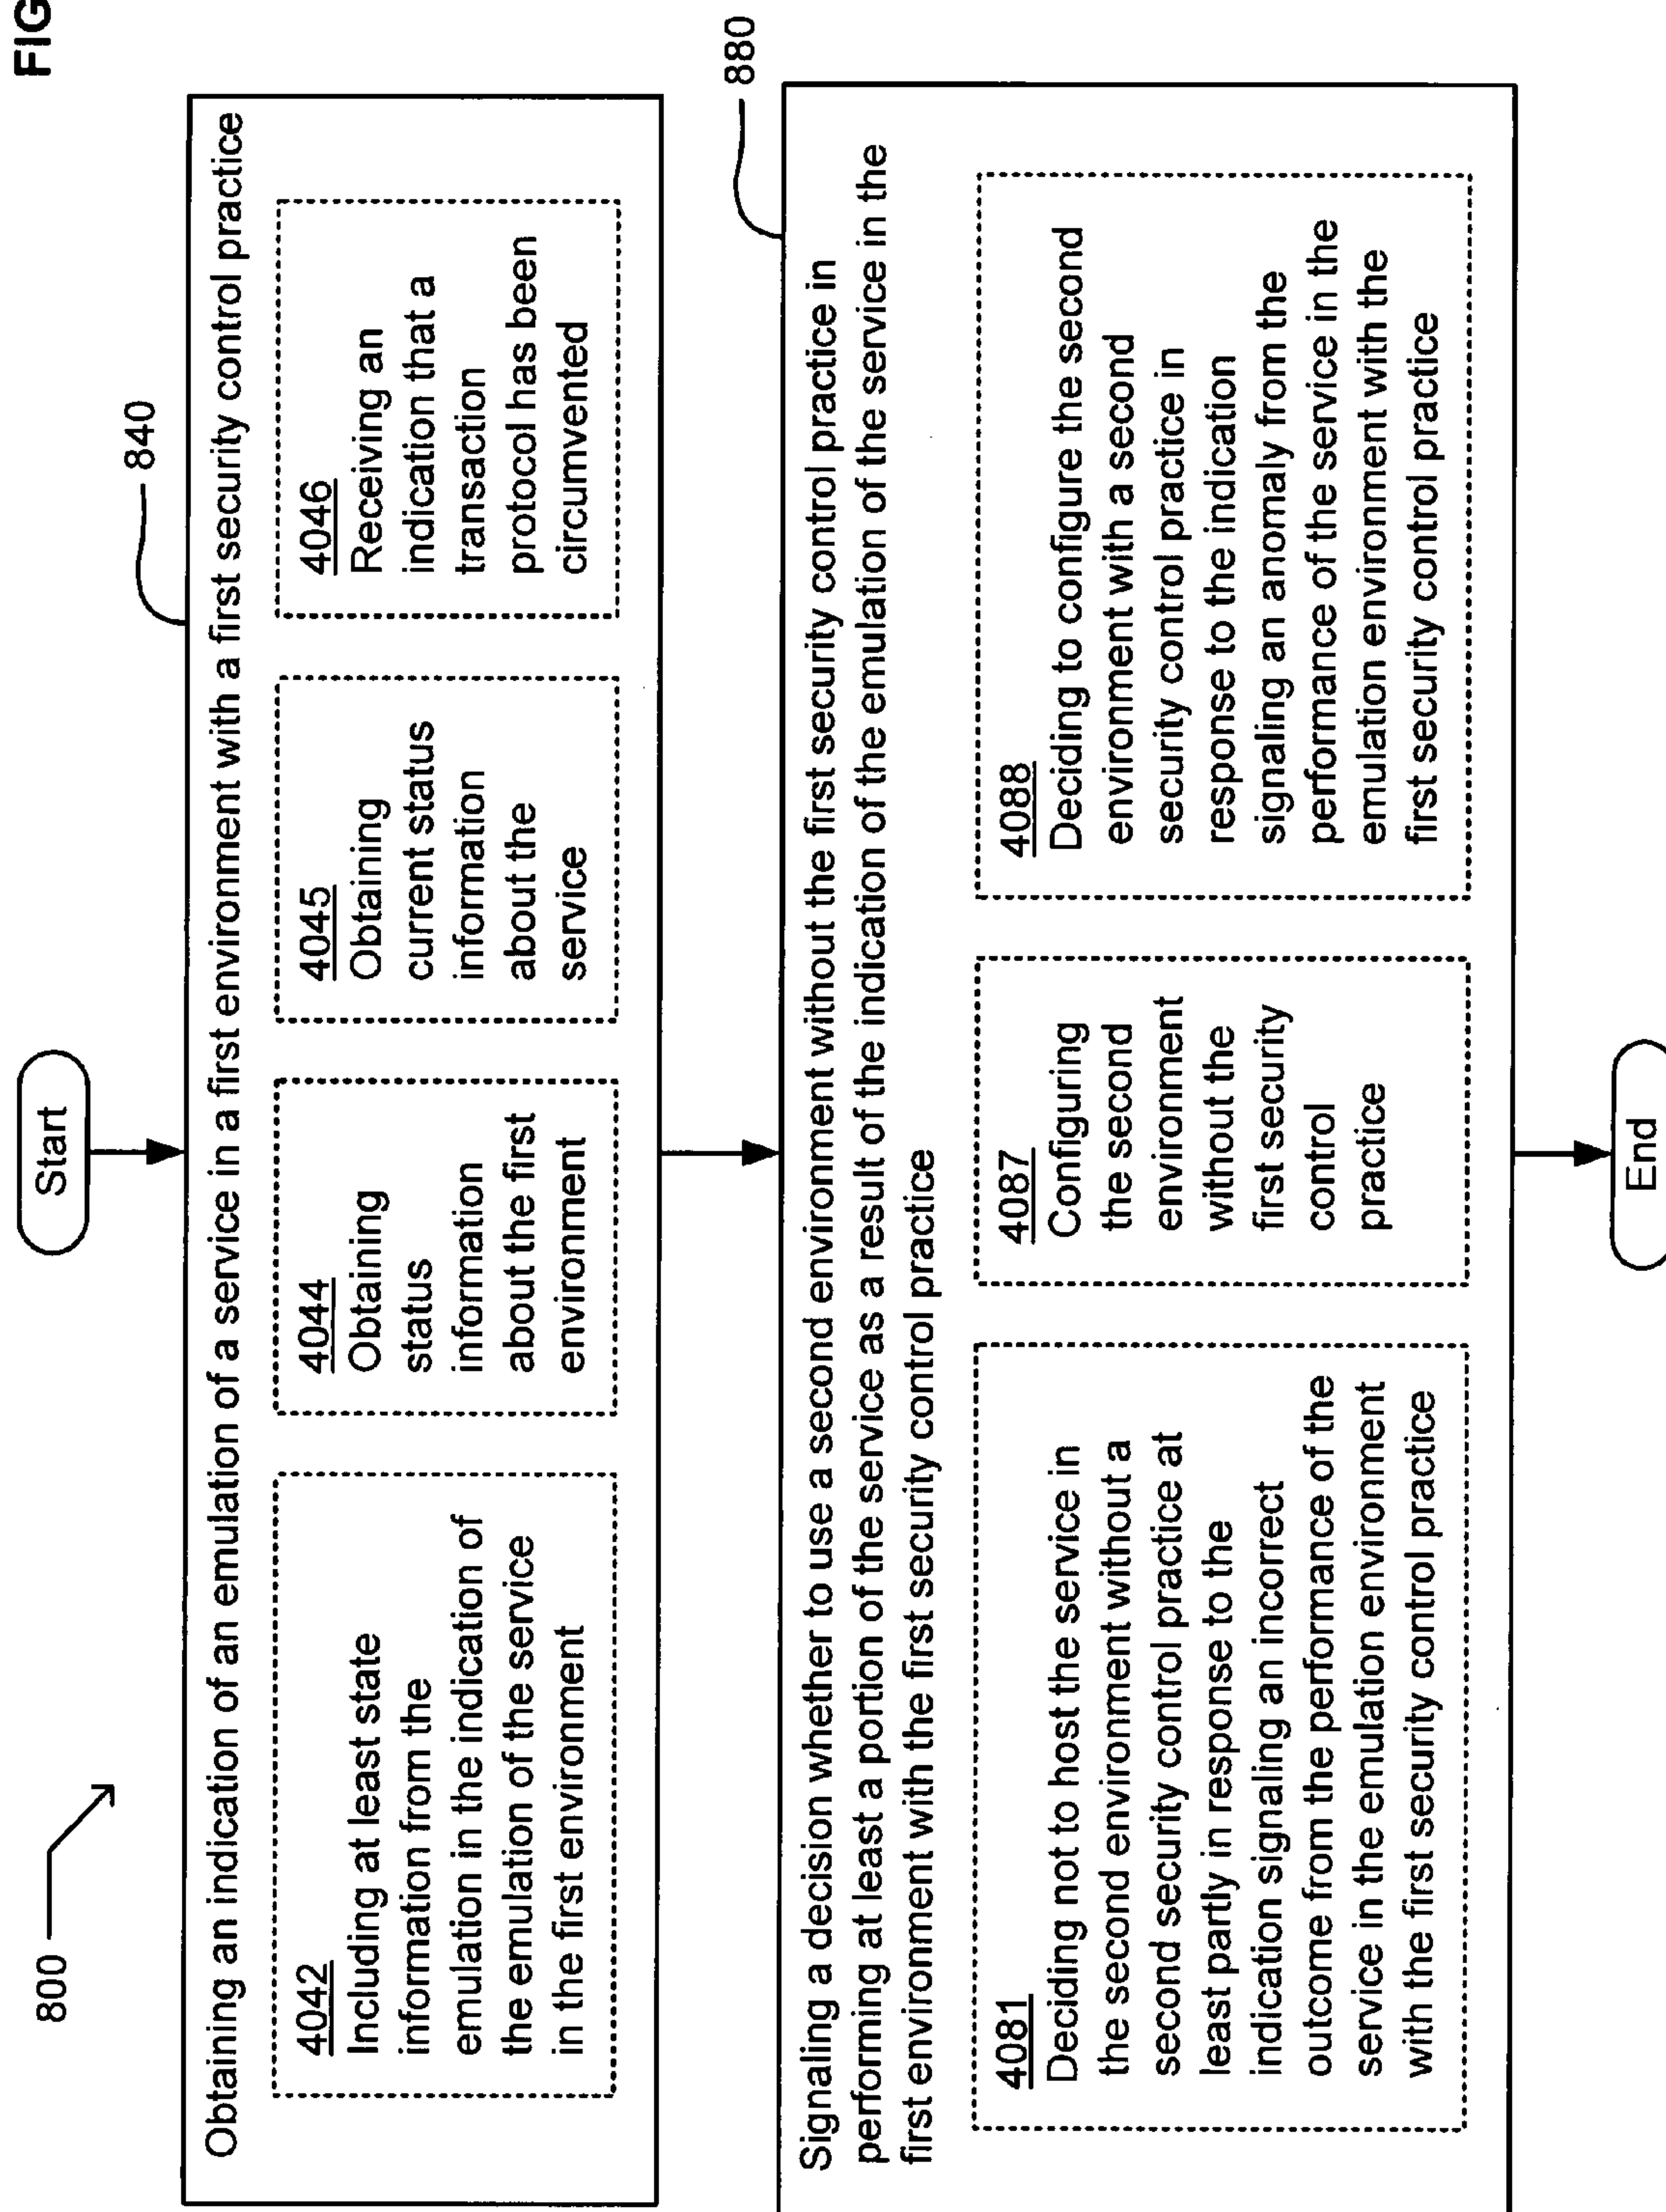 FIG
800
Start
840
Obtaining an indication of an emulation of a service in a first environment with a first security control practice
4042
Including at least state
information from the
emulation in the indication of
the emulation of the service
in the first environment
4044
Obtaining
status
information
about the first
environment
4045
Obtaining
current status
information
about the
service
4046
Receiving an
indication that a
transaction
protocol has been
circumvented
880
Signaling a decision whether to use a second environment without the first security control practice in
performing at least a portion of the service as a result of the indication of the emulation of the service in the
first environment with the first security control practice
4081
Deciding not to host the service in
the second environment without a
second security control practice at
least partly in response to the
indication signaling an incorrect
outcome from the performance of the
service in the emulation environment
with the first security control practice
4087
Configuring
the second
environment
without the
first security
control
practice
4088
Deciding to configure the second
environment with a second
security control practice in
response to the indication
signaling an anomaly from the
performance of the service in the
emulation environment with the
first security control practice
End